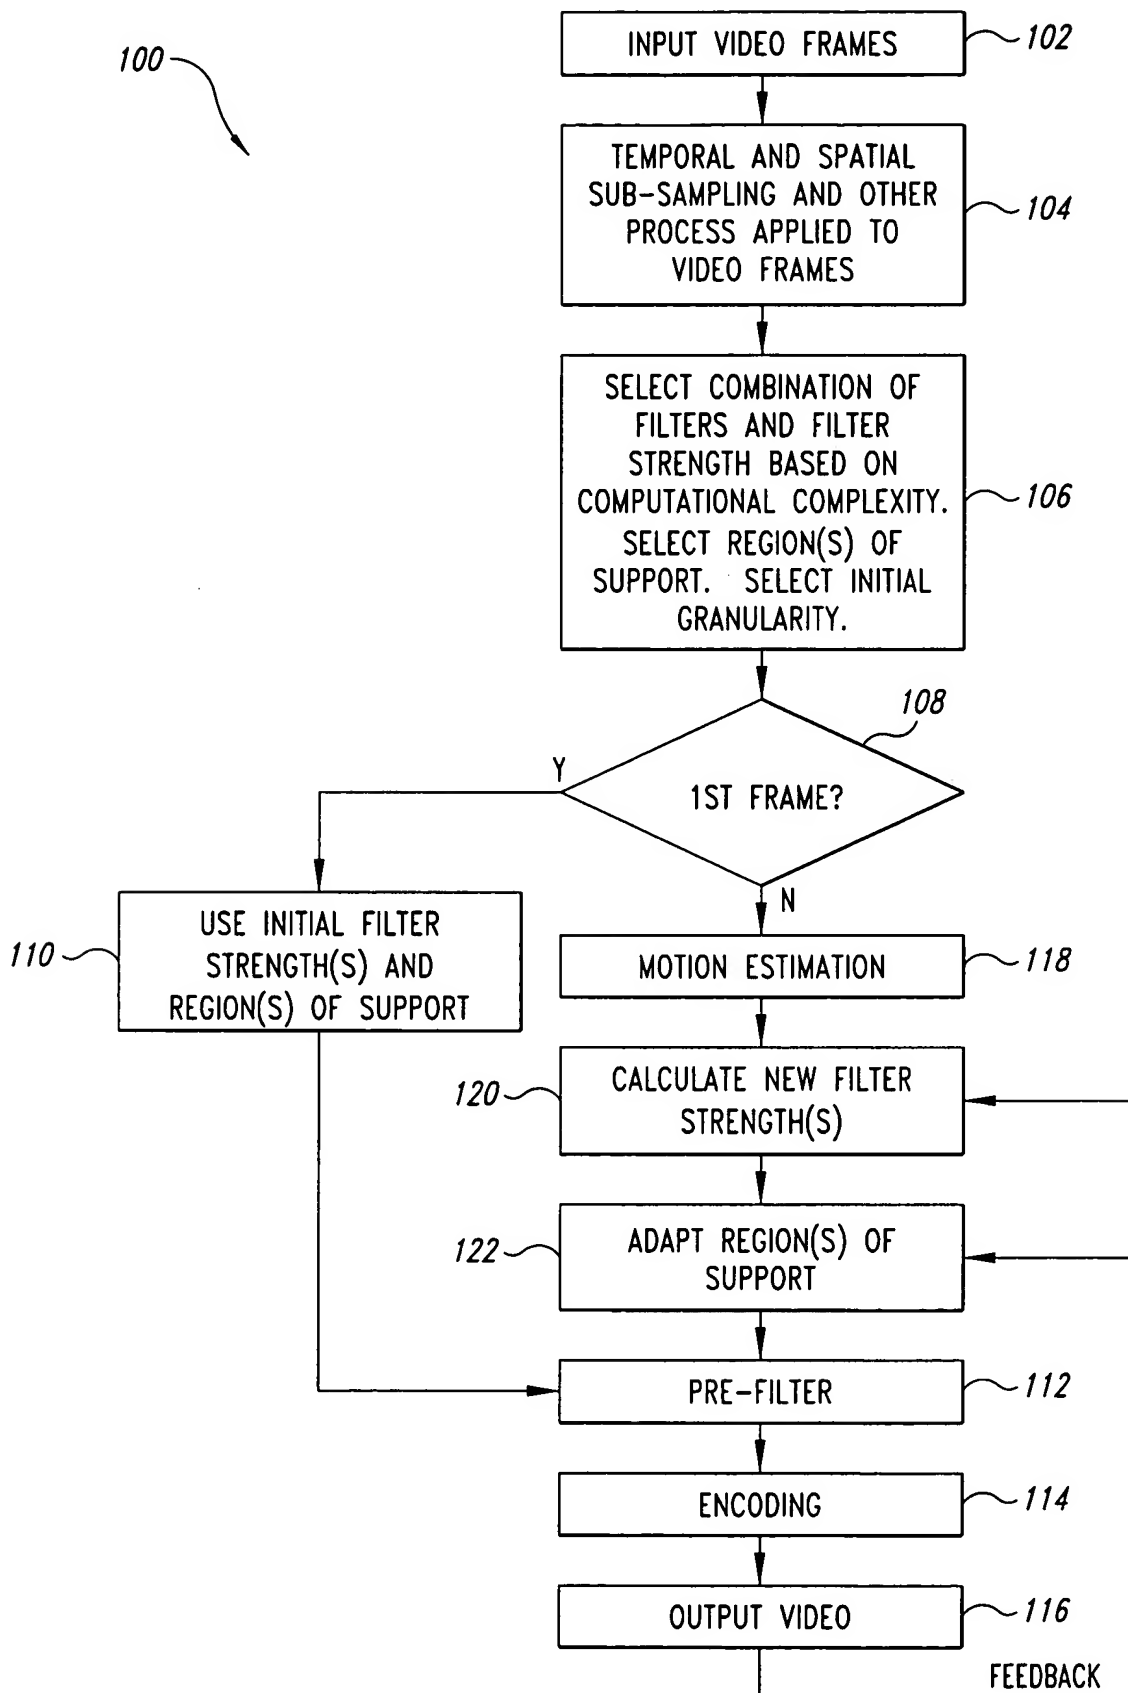 100
INPUT VIDEO FRAMES
102
TEMPORAL AND SPATIAL
SUB-SAMPLING AND OTHER
PROCESS APPLIED TO
VIDEO FRAMES
104
SELECT COMBINATION OF
FILTERS AND FILTER
STRENGTH BASED ON
COMPUTATIONAL COMPLEXITY.
SELECT REGION(S) OF
SUPPORT. SELECT INITIAL
GRANULARITY.
106
108
1ST FRAME?
Y
N
110
USE INITIAL FILTER
STRENGTH(S) AND
REGION(S) OF SUPPORT
MOTION ESTIMATION
118
120
CALCULATE NEW FILTER
STRENGTH(S)
122
ADAPT REGION(S) OF
SUPPORT
PRE-FILTER
112
ENCODING
114
OUTPUT VIDEO
116
FEEDBACK